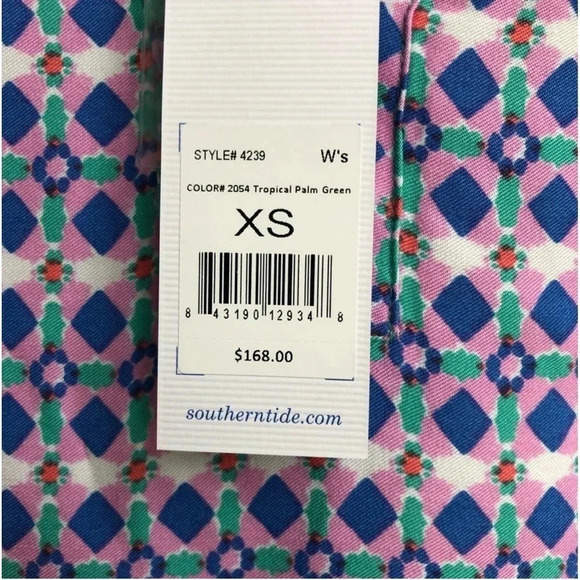 STYLE# 4239 W's
COLOR# 2054 Tropical Palm Green
XS
8 43190 12934 8
$168.00
southerntide.com